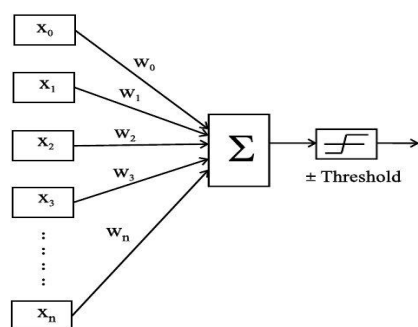 x₀
w₀
x₁
w₁
x₂
w₂
Σ
± Threshold
x₃
w₃
wₙ
xₙ